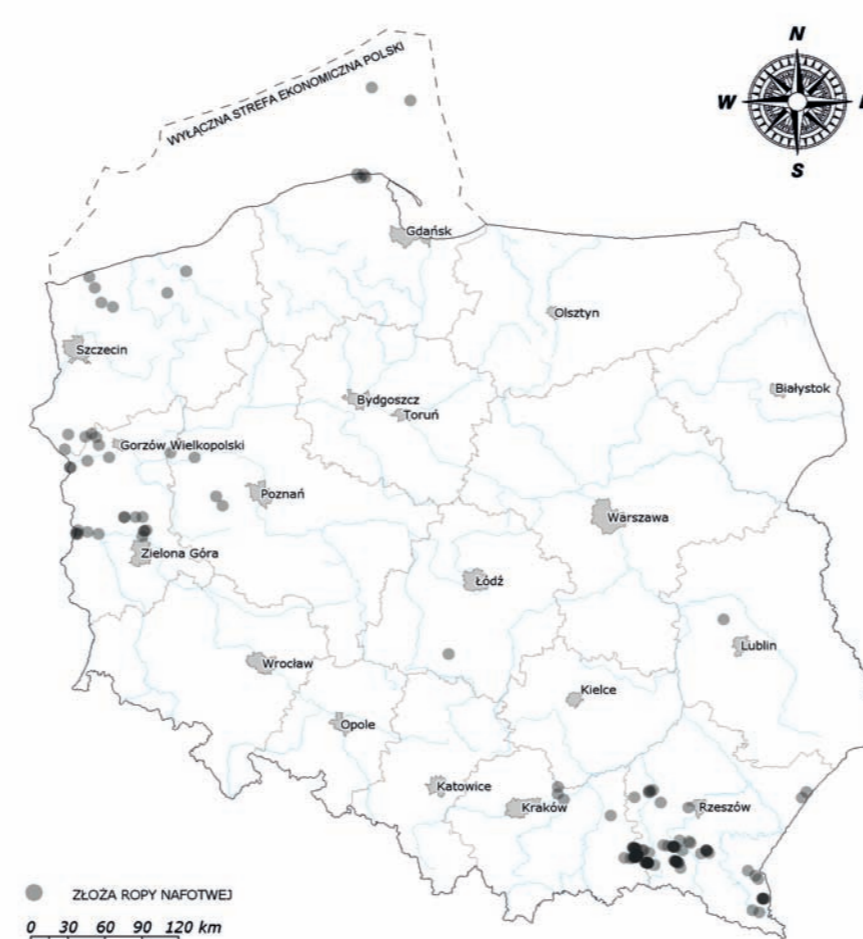 N
W
E
S
WYŁĄCZNA STREFA EKONOMICZNA POLSKI
Gdańsk
Olsztyn
Szczecin
Białystok
Bydgoszcz
Toruń
Gorzów Wielkopolski
Poznań
Warszawa
Zielona Góra
Łódź
Lublin
Wrocław
Kielce
Opole
Katowice
Kraków
Rzeszów
ZŁOŻA ROPY NAFOTWEJ
0 30 60 90 120 km